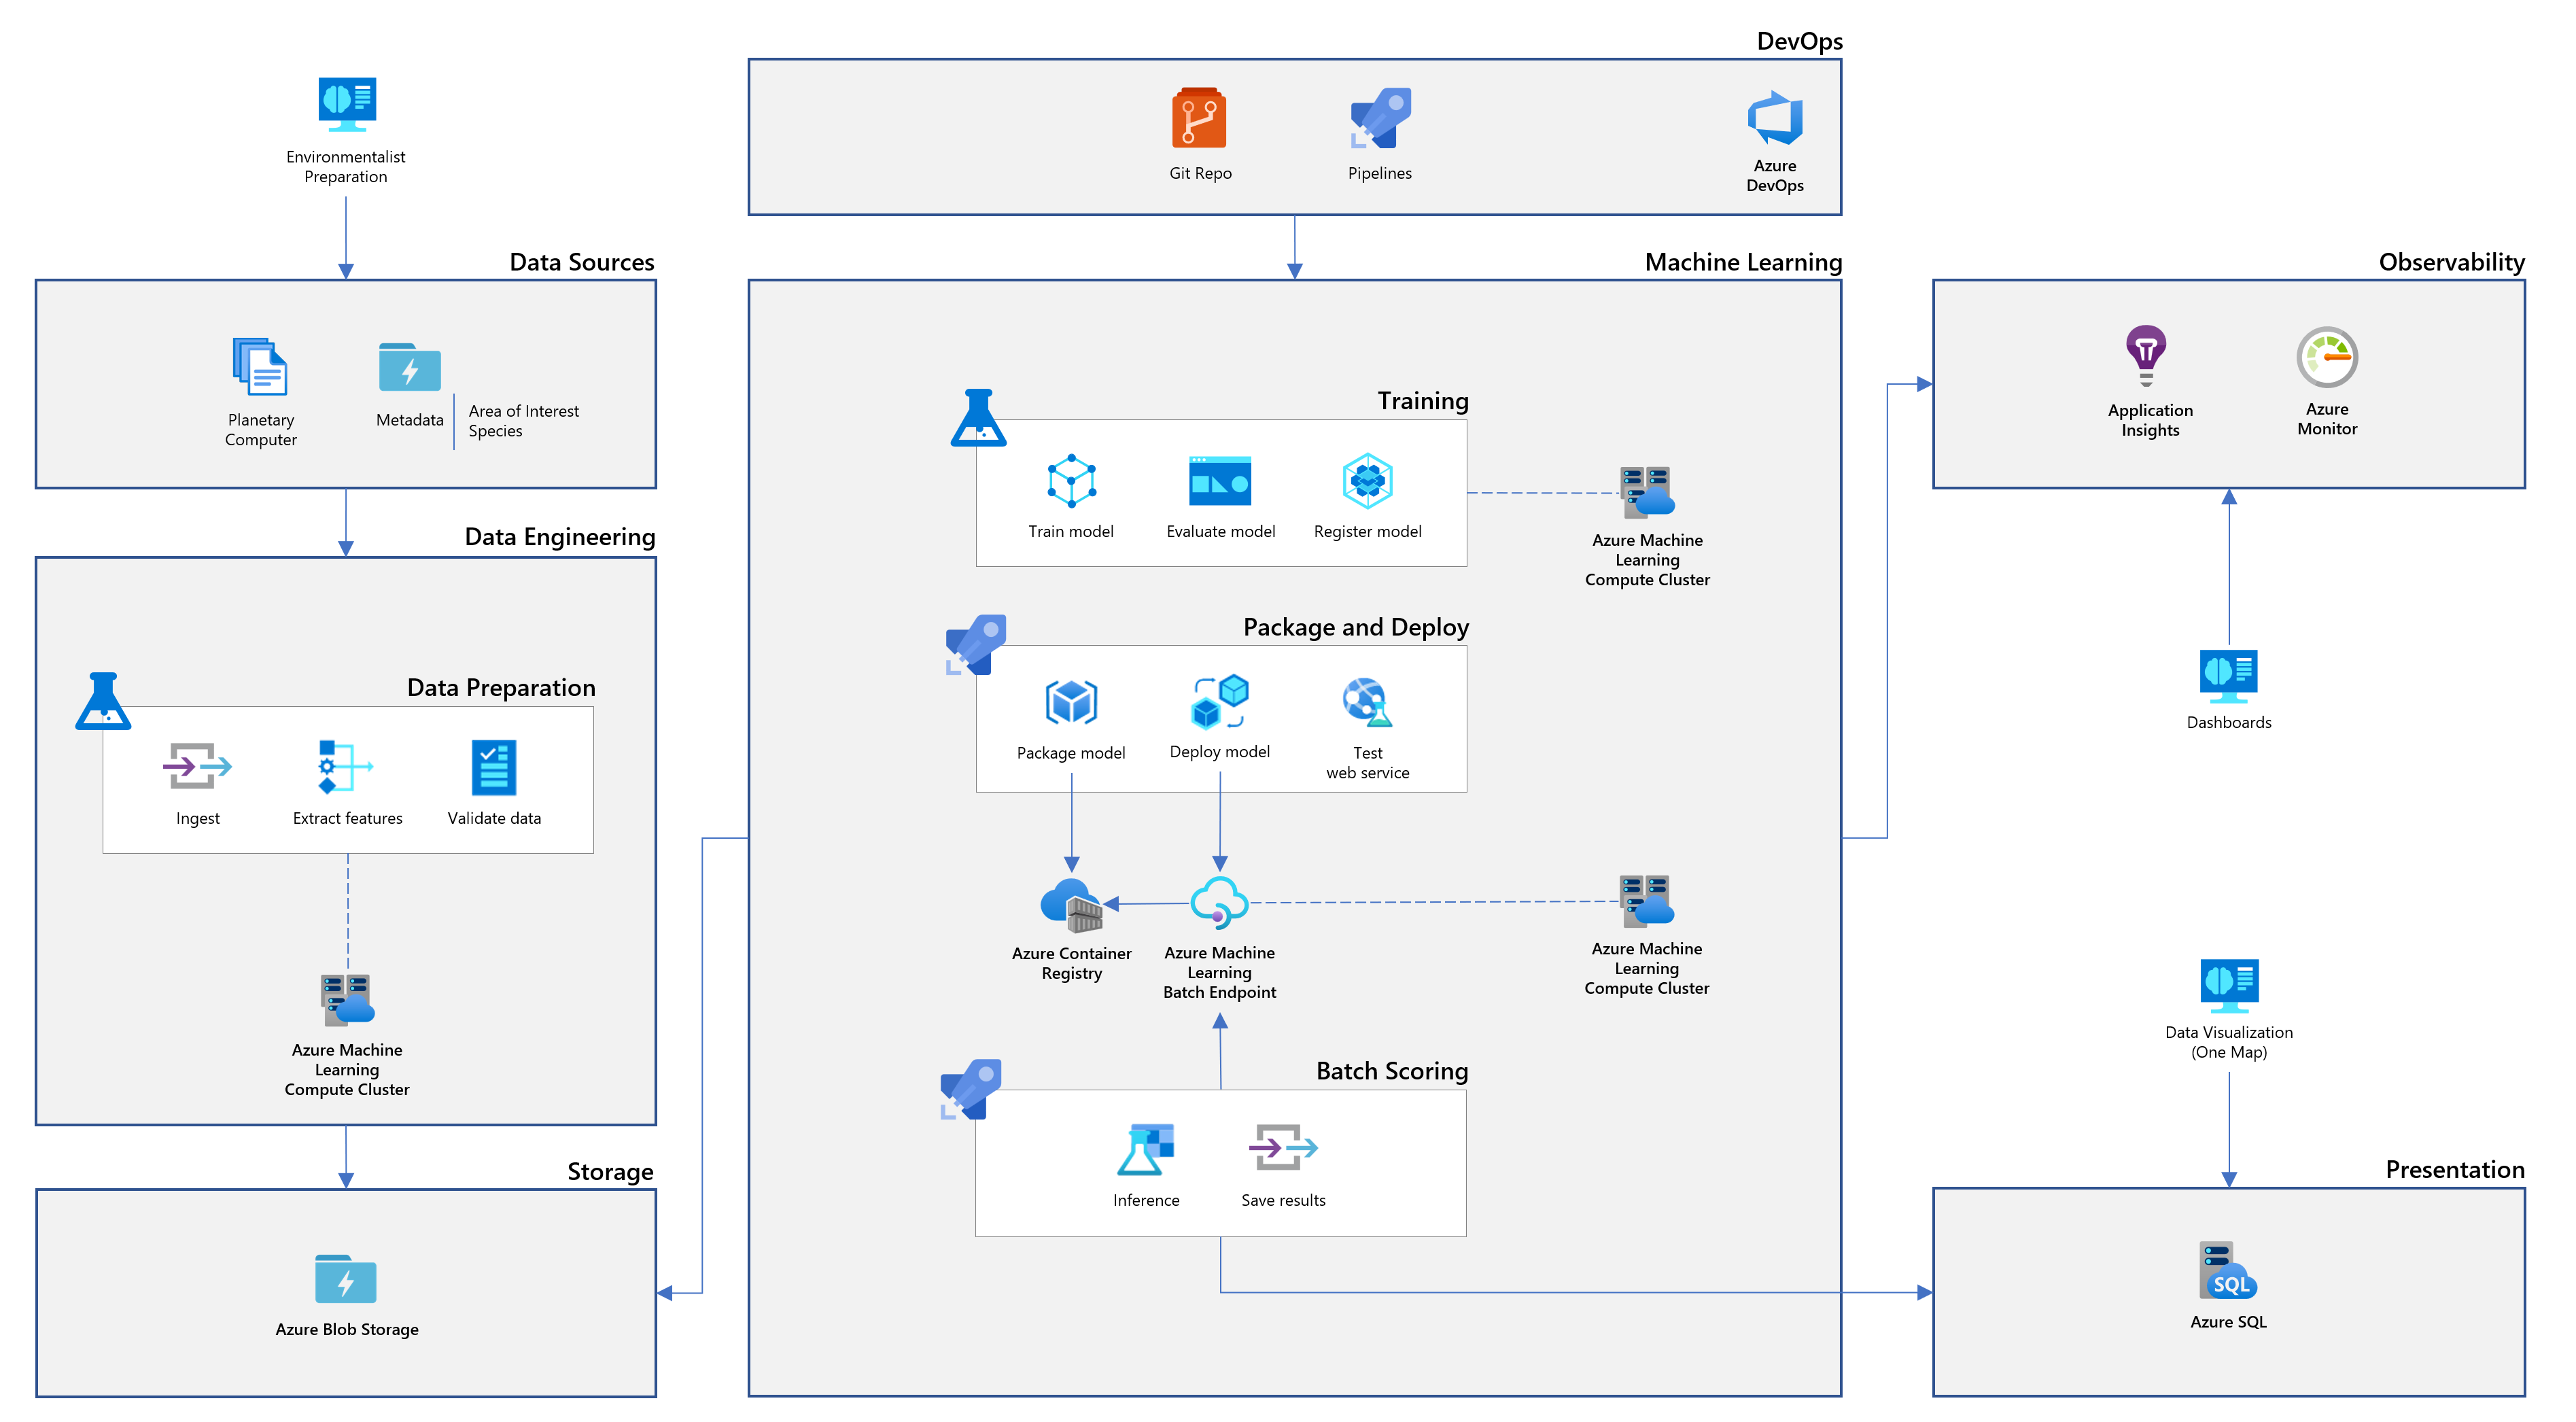 Environmentalist
Preparation
Data Sources
Planetary
Computer
Metadata
Area of Interest
Species
Data Engineering
Data Preparation
Ingest
Extract features
Validate data
Azure Machine
Learning
Compute Cluster
Storage
Azure Blob Storage
DevOps
Git Repo
Pipelines
Azure
DevOps
Machine Learning
Training
Train model
Evaluate model
Register model
Azure Machine
Learning
Compute Cluster
Package and Deploy
Package model
Deploy model
Test
web service
Azure Container
Registry
Azure Machine
Learning
Batch Endpoint
Azure Machine
Learning
Compute Cluster
Batch Scoring
Inference
Save results
Observability
Application
Insights
Azure
Monitor
Dashboards
Data Visualization
(One Map)
Presentation
SQL
Azure SQL